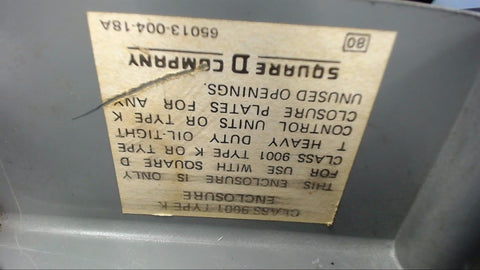 CLASS 9001 TYPE K
ENCLOSURE
THIS ENCLOSURE IS ONLY
FOR USE WITH SQUARE D
CLASS 9001 TYPE K OR TYPE
T HEAVY DUTY OIL-TIGHT
CONTROL UNITS OR TYPE K
CLOSURE PLATES FOR ANY
UNUSED OPENINGS.
SQUARE D COMPANY
80 65013-004-18A